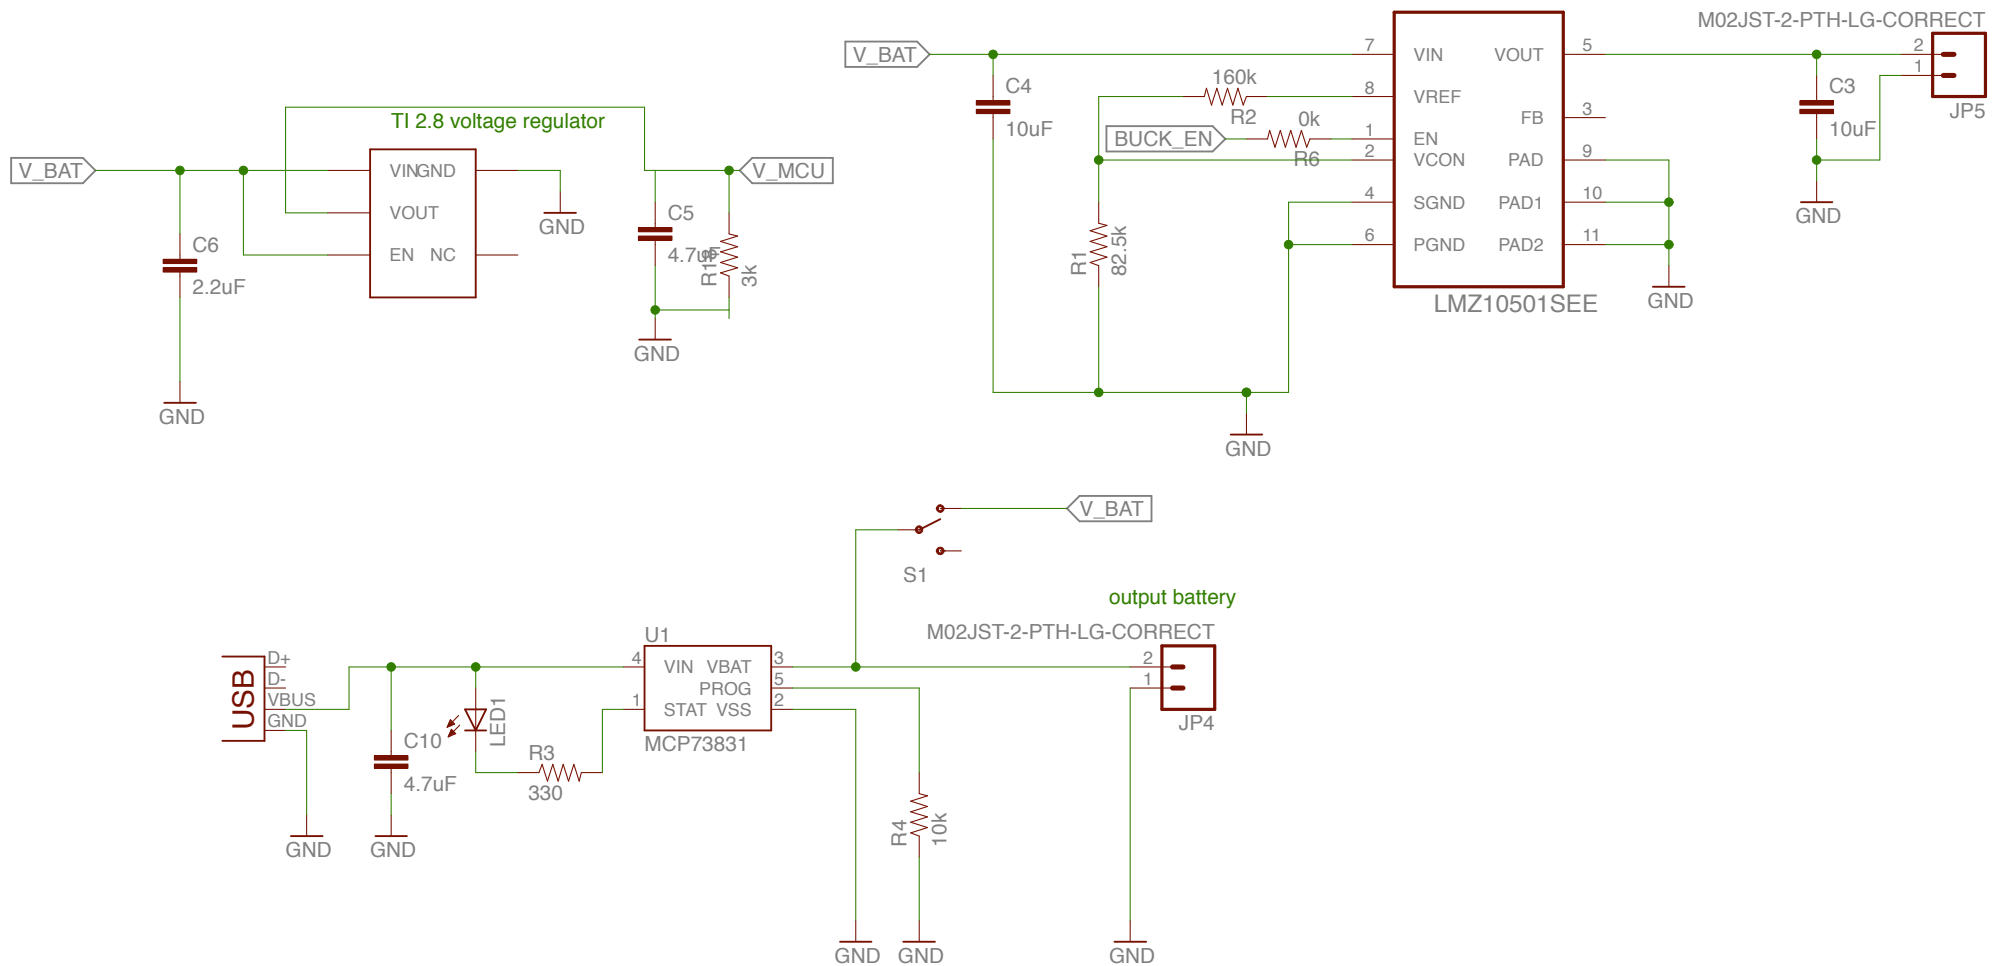 TI 2.8 voltage regulator
V_BAT
VIN
GND
VOUT
EN
NC
GND
C6
2.2uF
GND
V_MCU
C5
4.7uF
3k
GND
V_BAT
C4
10uF
160k
R2
BUCK_EN
0k
R6
R1
82.5k
GND
7
8
1
2
4
6
VIN
VREF
EN
VCON
SGND
PGND
VOUT
FB
PAD
PAD1
PAD2
5
3
9
10
11
LMZ10501SEE
GND
M02JST-2-PTH-LG-CORRECT
2
1
JP5
C3
10uF
GND
V_BAT
S1
output battery
M02JST-2-PTH-LG-CORRECT
2
1
JP4
GND
USB
D+
D-
VBUS
GND
GND
C10
4.7uF
GND
LED1
R3
330
U1
4
1
VIN
VBAT
PROG
STAT
VSS
3
5
2
MCP73831
R4
10k
GND
GND